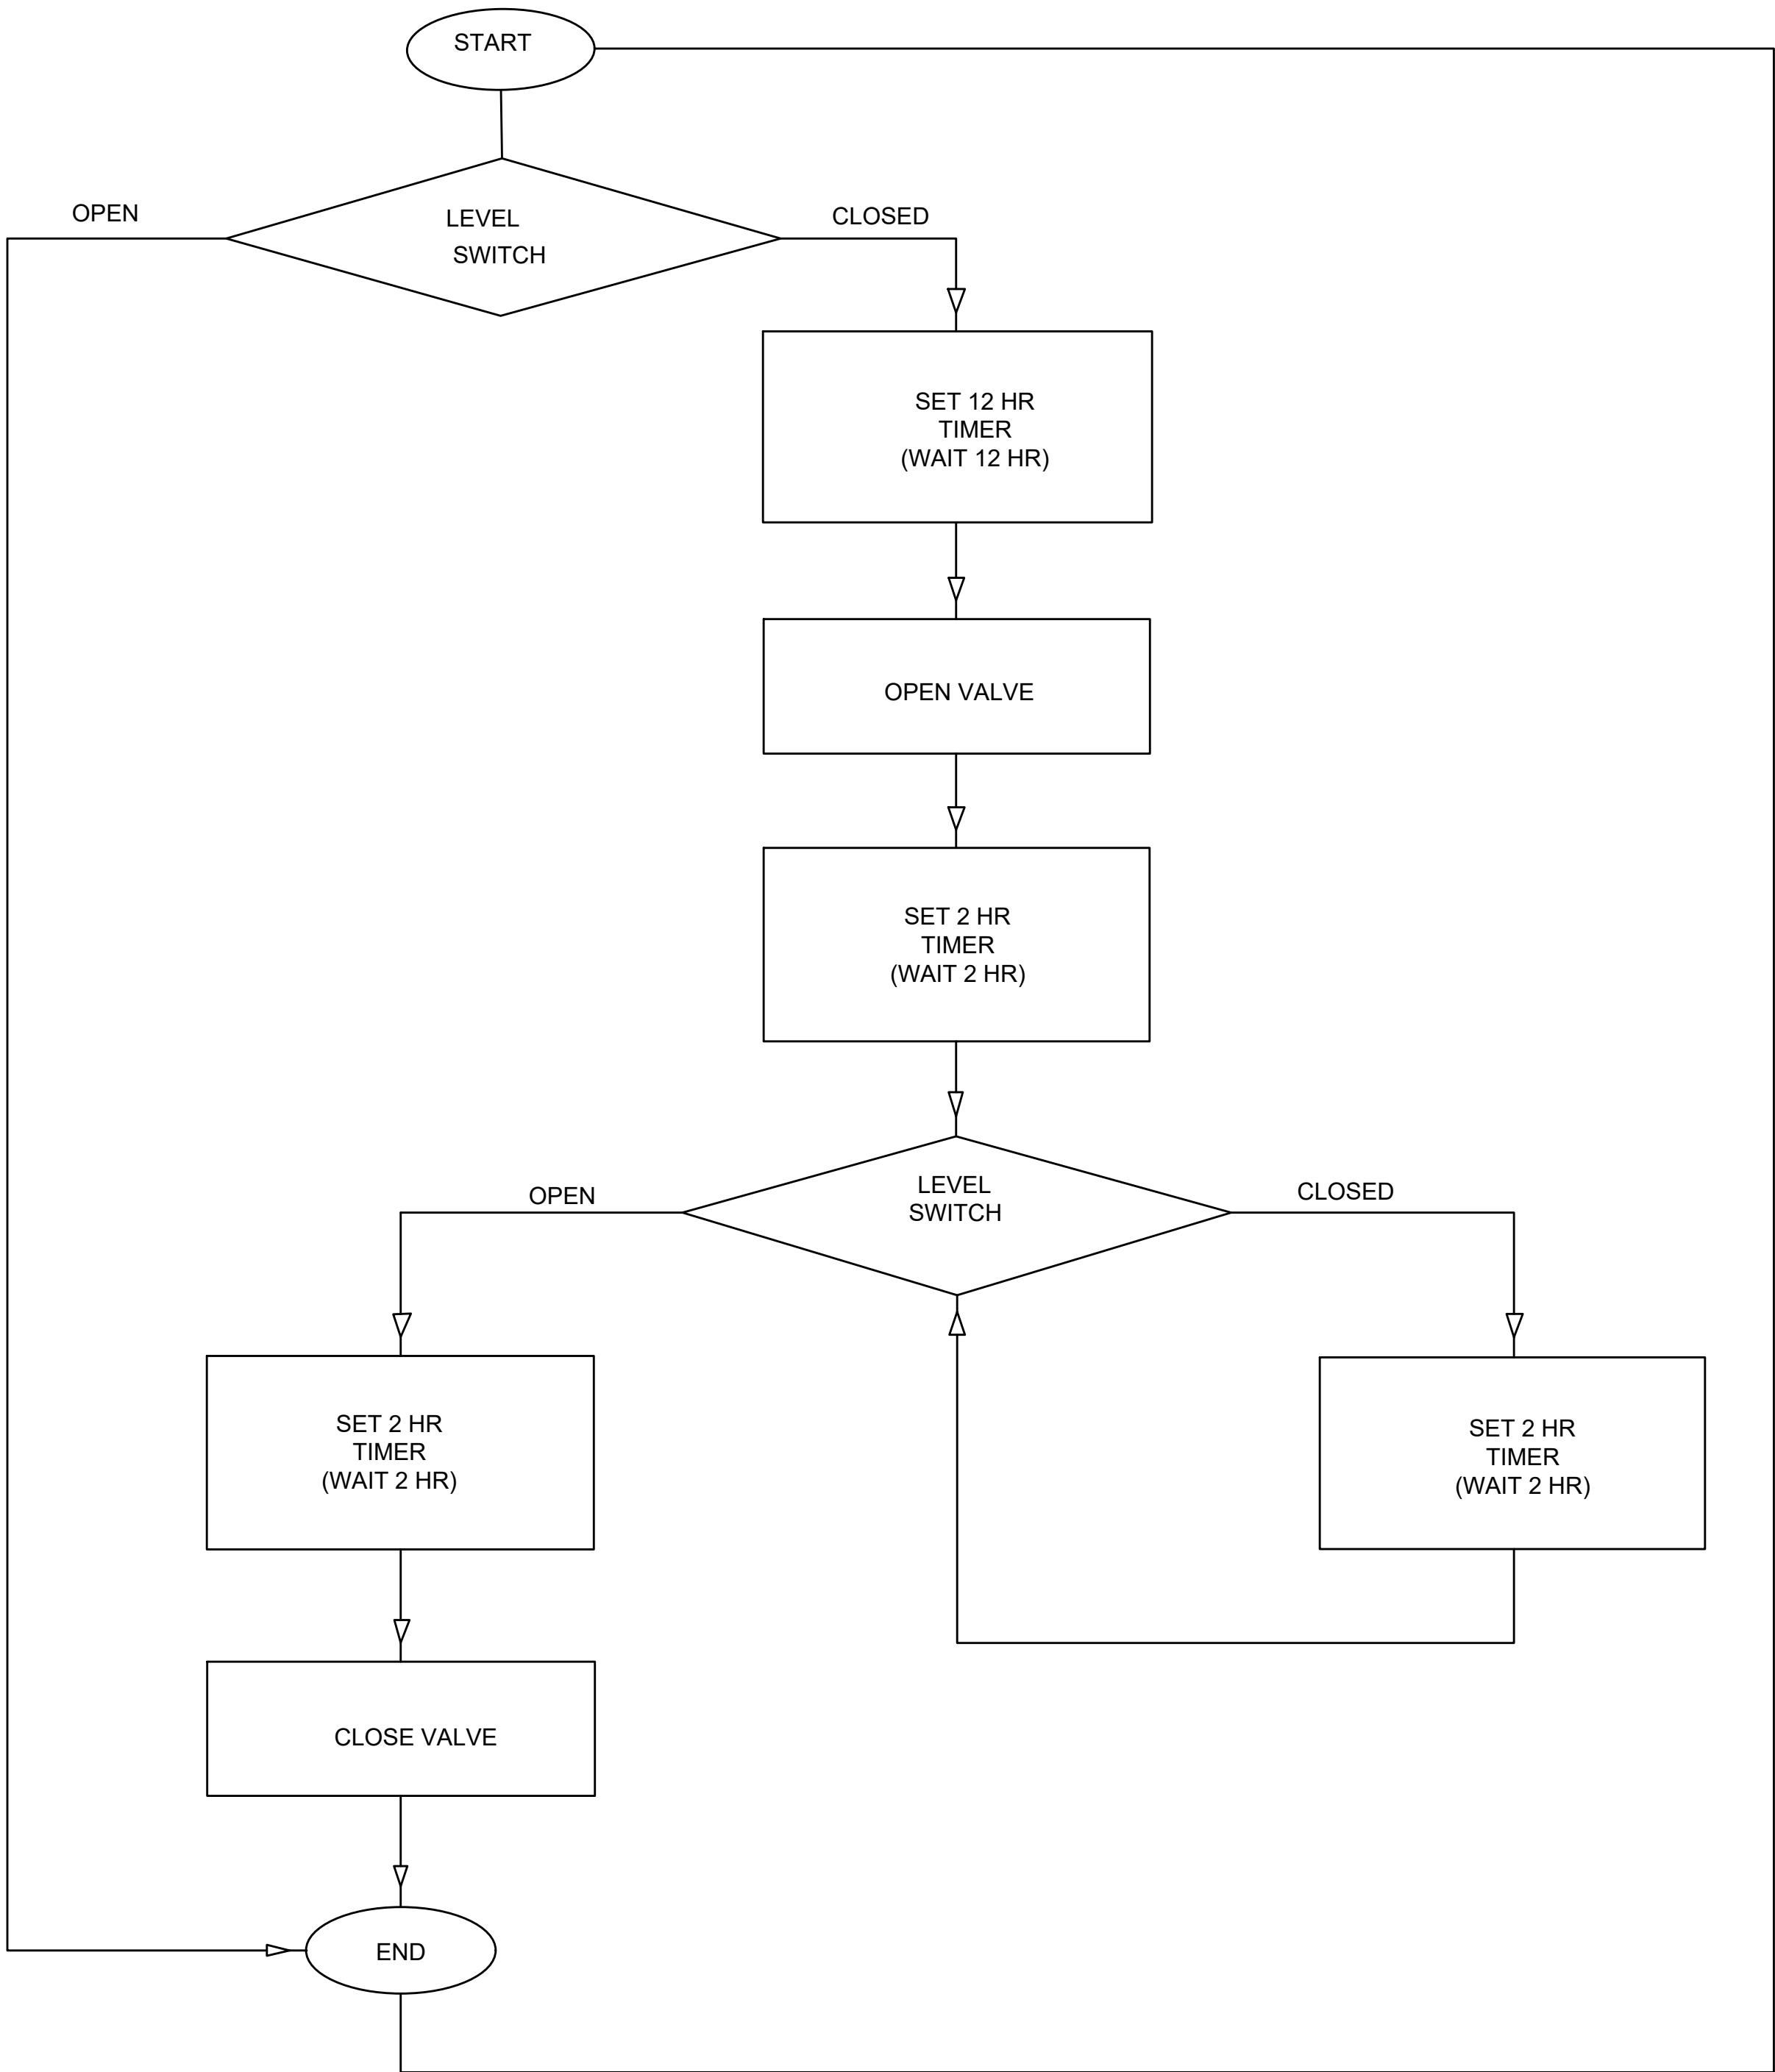 START
OPEN
LEVEL
SWITCH
CLOSED
SET 12 HR
TIMER
(WAIT 12 HR)
OPEN VALVE
SET 2 HR
TIMER
(WAIT 2 HR)
LEVEL
SWITCH
OPEN
CLOSED
SET 2 HR
TIMER
(WAIT 2 HR)
SET 2 HR
TIMER
(WAIT 2 HR)
CLOSE VALVE
END